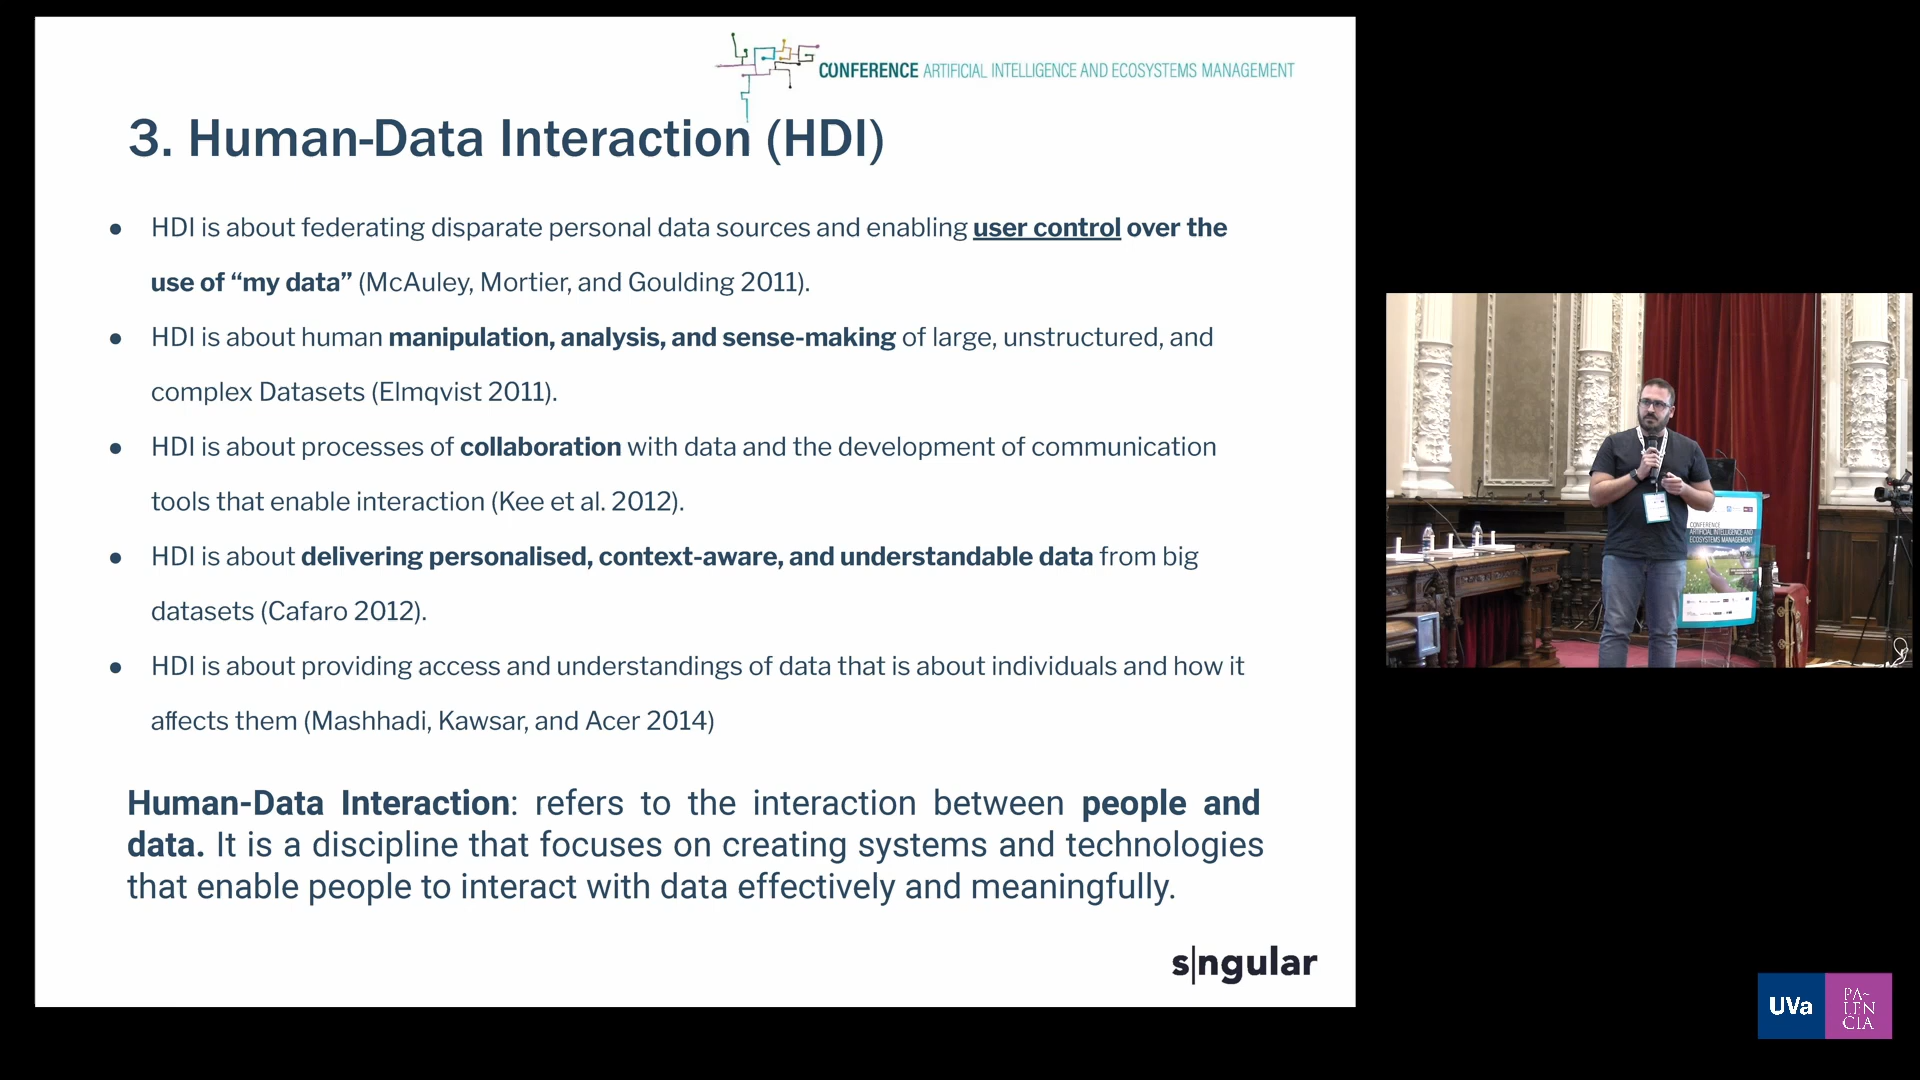 CONFERENCE ARTIFICIAL INTELLIGENCE AND ECOSYSTEMS MANAGEMENT
3. Human-Data Interaction (HDI)
● HDI is about federating disparate personal data sources and enabling user control over the
use of “my data” (McAuley, Mortier, and Goulding 2011).
● HDI is about human manipulation, analysis, and sense-making of large, unstructured, and
complex Datasets (Elmqvist 2011).
● HDI is about processes of collaboration with data and the development of communication
tools that enable interaction (Kee et al. 2012).
● HDI is about delivering personalised, context-aware, and understandable data from big
datasets (Cafaro 2012).
● HDI is about providing access and understandings of data that is about individuals and how it
affects them (Mashhadi, Kawsar, and Acer 2014)
Human-Data Interaction: refers to the interaction between people and
data. It is a discipline that focuses on creating systems and technologies
that enable people to interact with data effectively and meaningfully.
s|ngular
CONFERENCE
ARTIFICIAL INTELLIGENCE AND
ECOSYSTEMS MANAGEMENT
UVa
PA-
LEN
CIA